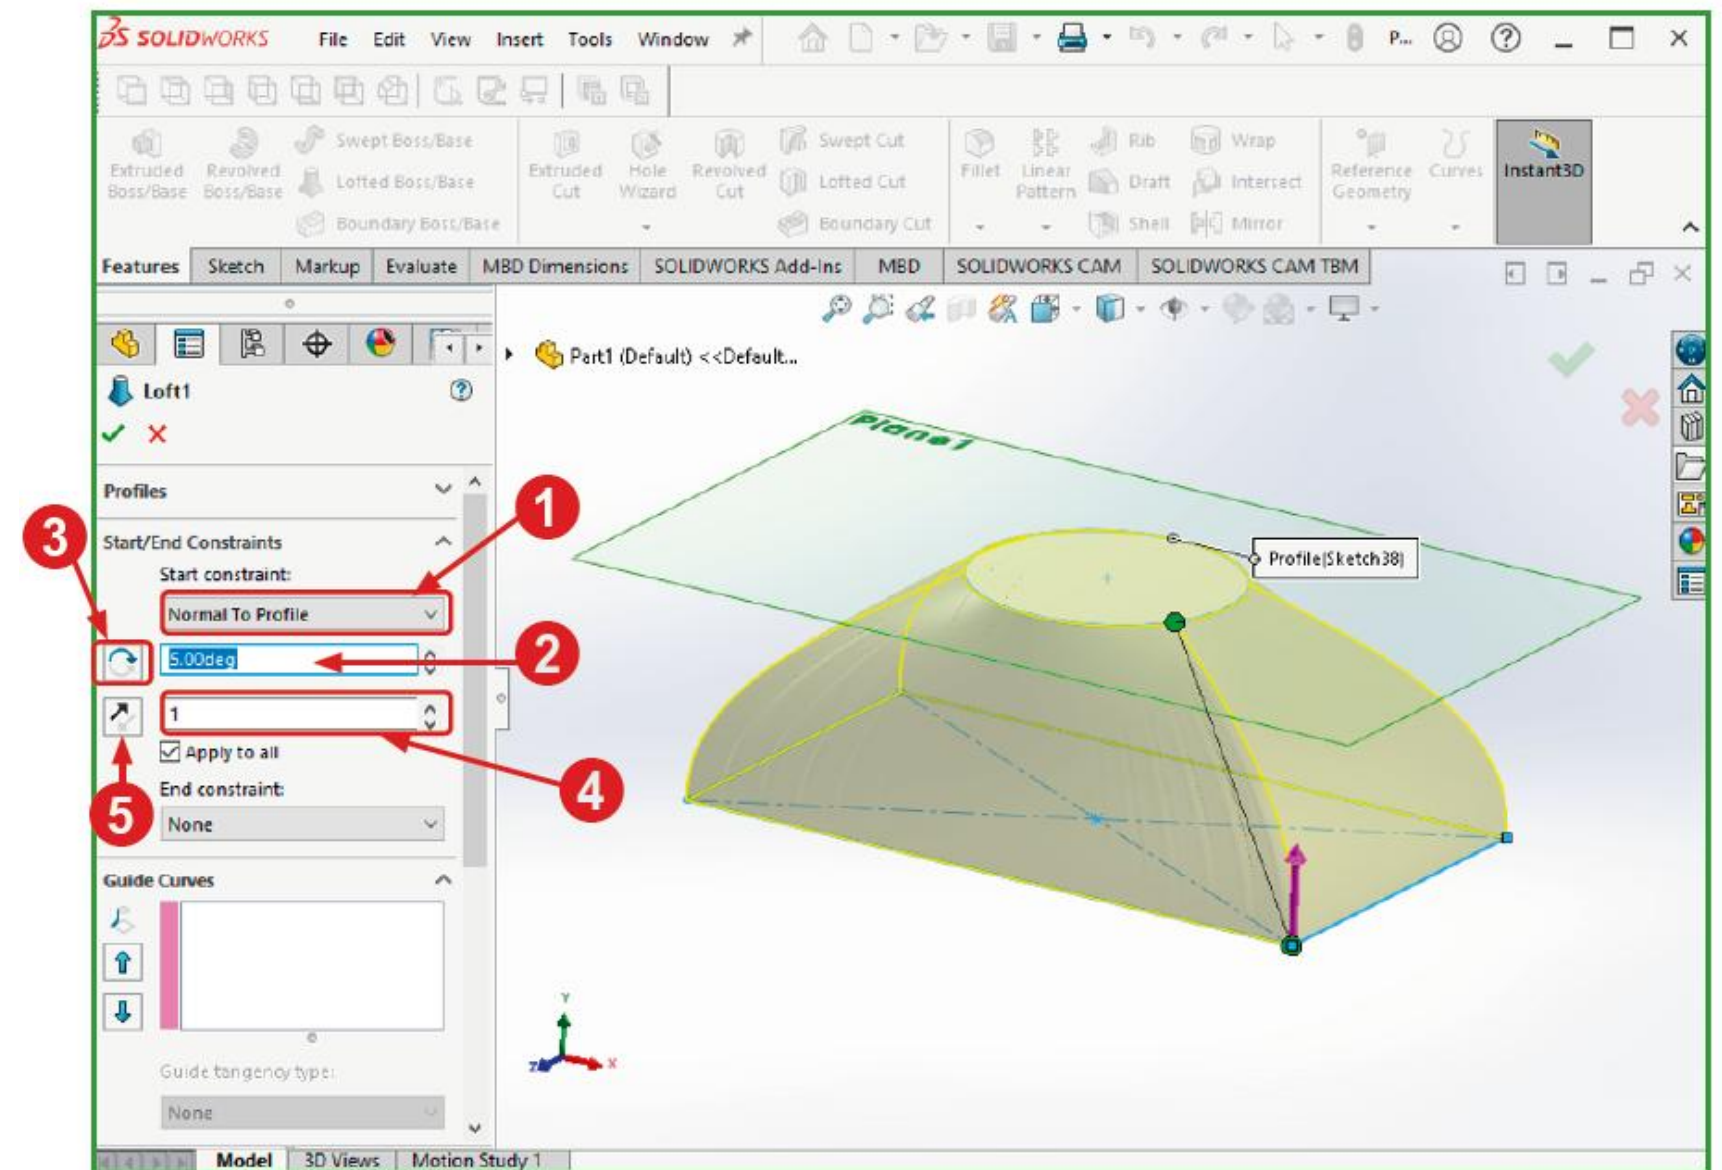 SOLIDWORKS File Edit View Insert Tools Window P...
Extruded Boss/Base
Revolved Boss/Base
Swept Boss/Base
Lofted Boss/Base
Boundary Boss/Base
Extruded Cut
Hole Wizard
Revolved Cut
Swept Cut
Lofted Cut
Boundary Cut
Fillet
Linear Pattern
Rib
Draft
Shell
Wrap
Intersect
Mirror
Reference Geometry
Curves
Instant3D
Features Sketch Markup Evaluate MBD Dimensions SOLIDWORKS Add-Ins MBD SOLIDWORKS CAM SOLIDWORKS CAM TBM
Part1 (Default) <<Default...
Loft1
Profiles
1
3
Start/End Constraints
Start constraint:
Normal To Profile
5.00deg
2
1
Apply to all
4
5
End constraint:
None
Guide Curves
Guide tangency type:
None
Plane1
Profile(Sketch38)
Y
Z
X
Model 3D Views Motion Study 1